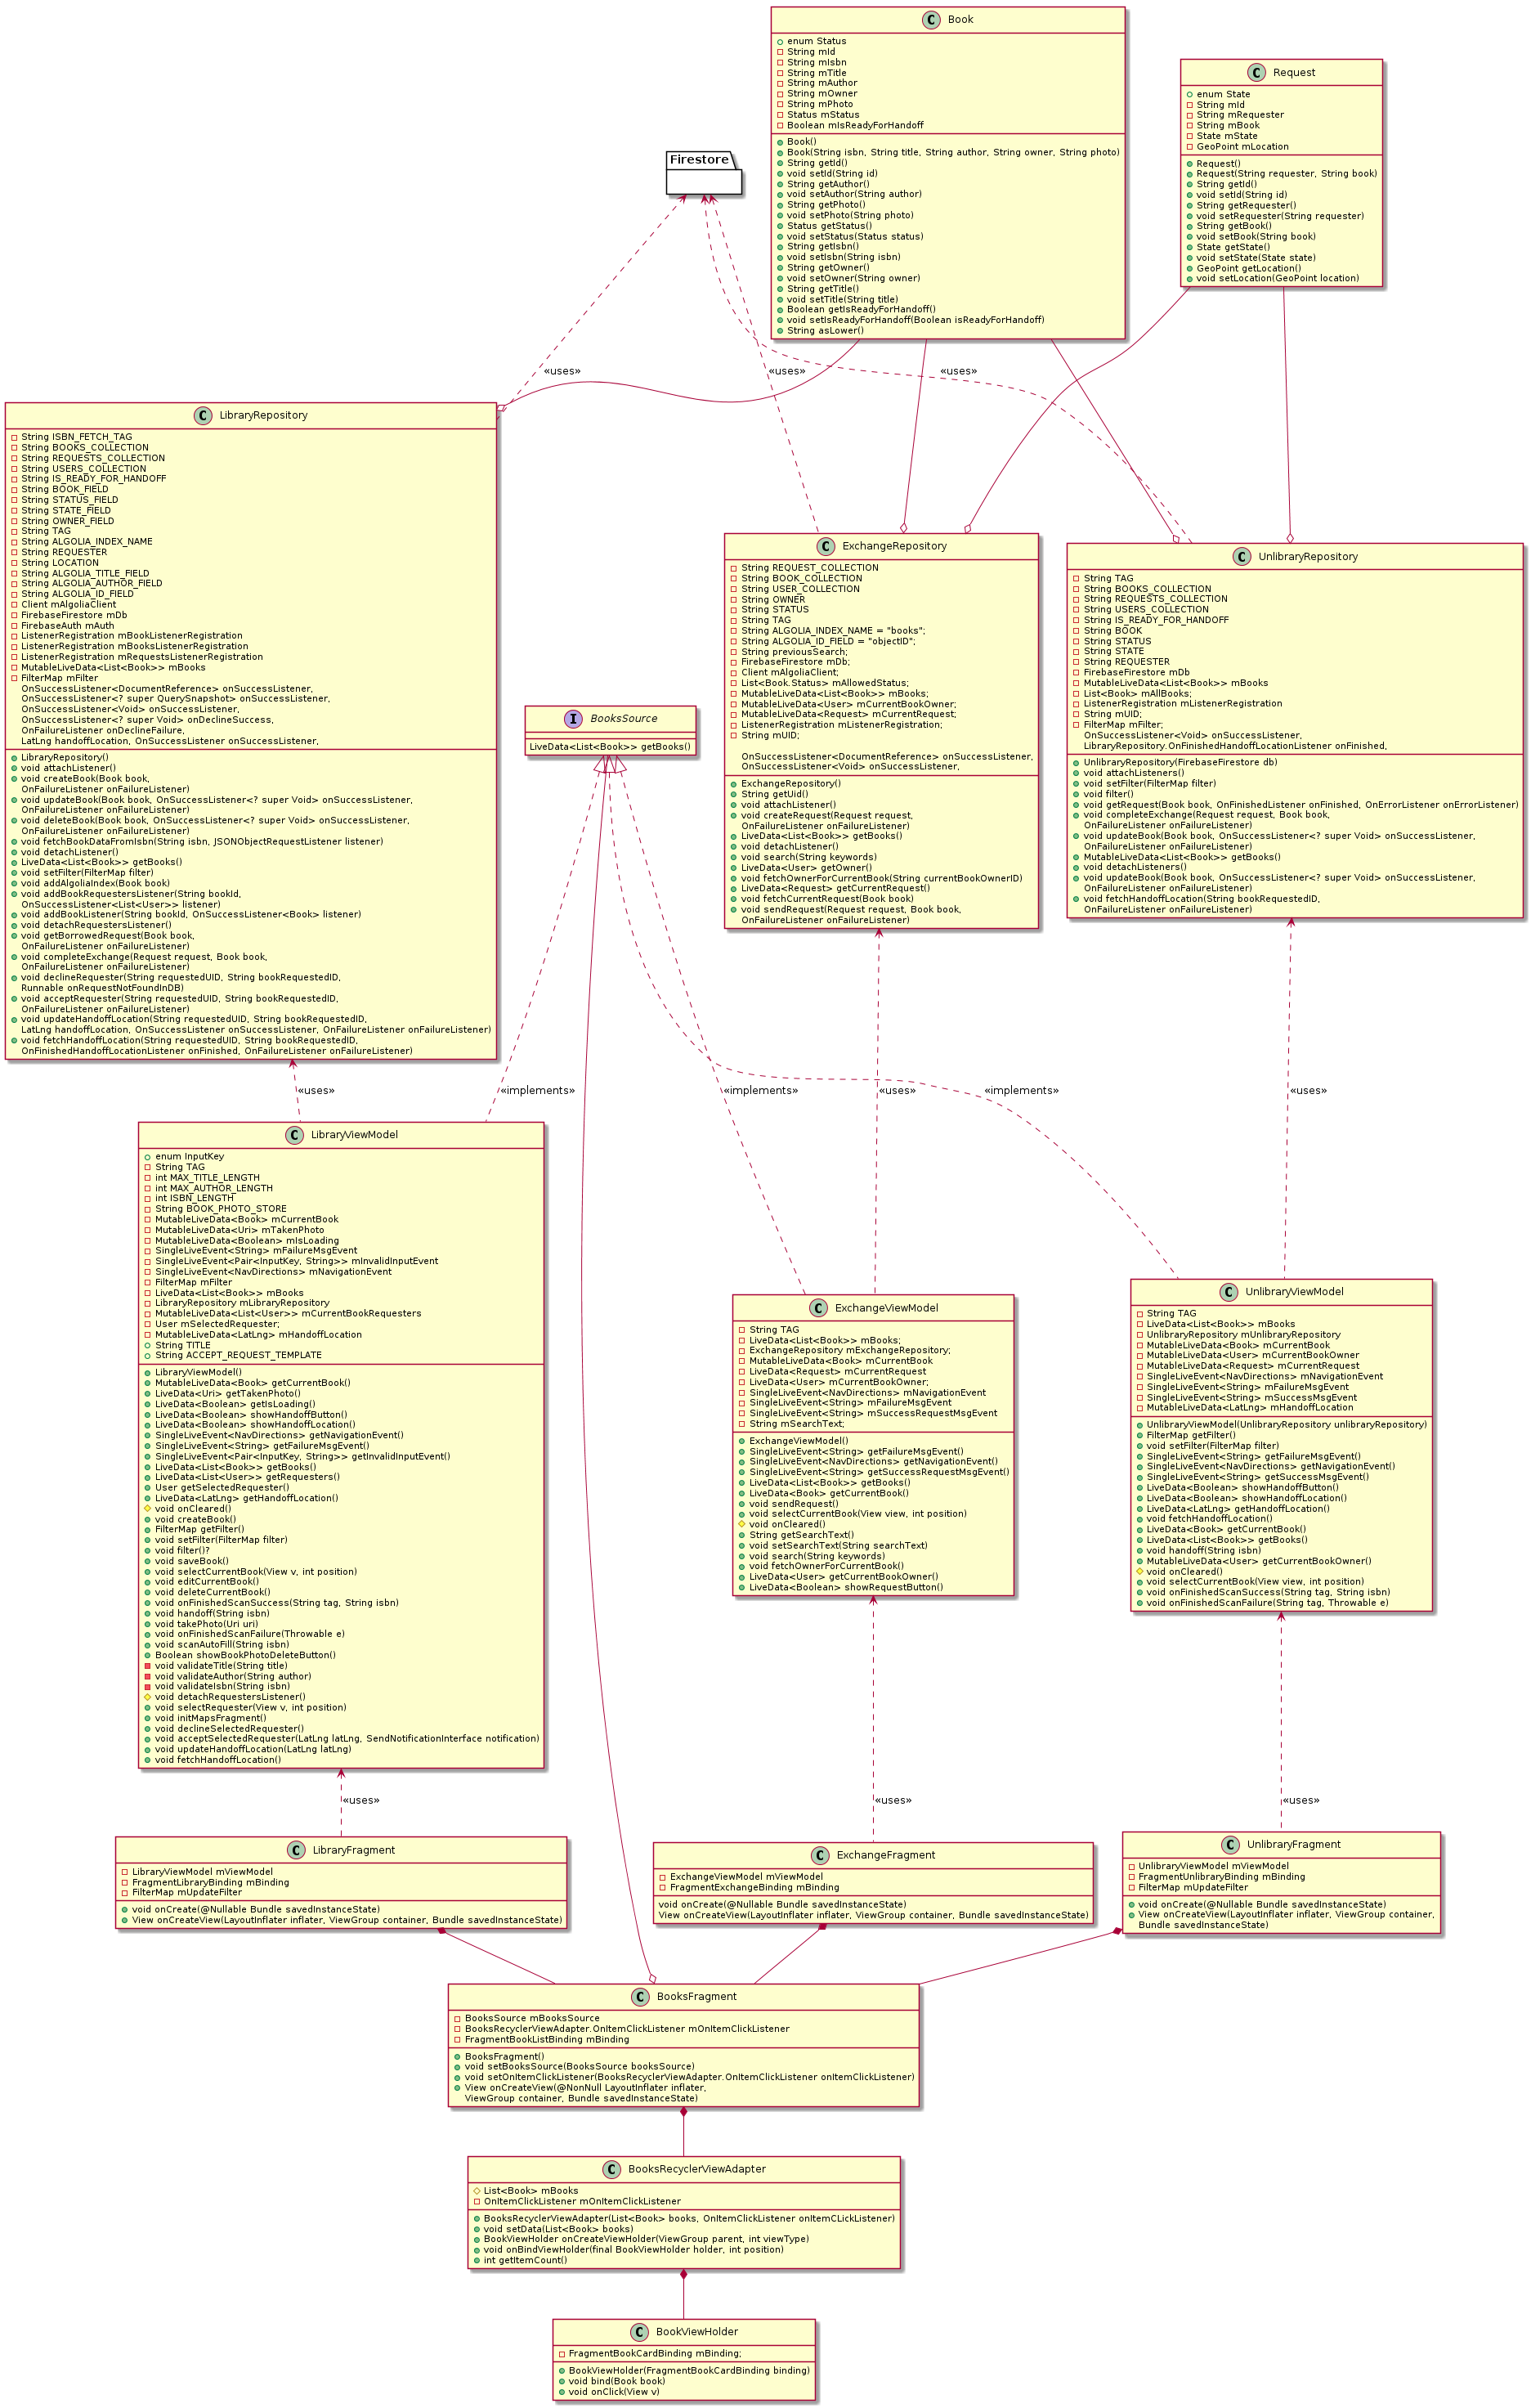 C Book
enum Status
String mId
String mIsbn
String mTitle
String mAuthor
String mOwner
String mPhoto
Status mStatus
Boolean mIsReadyForHandoff
Book()
Book(String isbn, String title, String author, String owner, String photo)
String getId()
void setId(String id)
String getAuthor()
void setAuthor(String author)
String getPhoto()
void setPhoto(String photo)
Status getStatus()
void setStatus(Status status)
String getIsbn()
void setIsbn(String isbn)
String getOwner()
void setOwner(String owner)
String getTitle()
void setTitle(String title)
Boolean getIsReadyForHandoff()
void setIsReadyForHandoff(Boolean isReadyForHandoff)
String asLower()
C Request
enum State
String mId
String mRequester
String mBook
State mState
GeoPoint mLocation
Request()
Request(String requester, String book)
String getId()
void setId(String id)
String getRequester()
void setRequester(String requester)
String getBook()
void setBook(String book)
State getState()
void setState(State state)
GeoPoint getLocation()
void setLocation(GeoPoint location)
Firestore
«uses»
«uses»
«uses»
C LibraryRepository
String ISBN_FETCH_TAG
String BOOKS_COLLECTION
String REQUESTS_COLLECTION
String USERS_COLLECTION
String IS_READY_FOR_HANDOFF
String BOOK_FIELD
String STATUS_FIELD
String STATE_FIELD
String OWNER_FIELD
String TAG
String ALGOLIA_INDEX_NAME
String REQUESTER
String LOCATION
String ALGOLIA_TITLE_FIELD
String ALGOLIA_AUTHOR_FIELD
String ALGOLIA_ID_FIELD
Client mAlgoliaClient
FirebaseFirestore mDb
FirebaseAuth mAuth
ListenerRegistration mBookListenerRegistration
ListenerRegistration mBooksListenerRegistration
ListenerRegistration mRequestsListenerRegistration
MutableLiveData<List<Book>> mBooks
FilterMap mFilter
OnSuccessListener<DocumentReference> onSuccessListener,
OnSuccessListener<? super QuerySnapshot> onSuccessListener,
OnSuccessListener<Void> onSuccessListener,
OnSuccessListener<? super Void> onDeclineSuccess,
OnFailureListener onDeclineFailure,
LatLng handoffLocation, OnSuccessListener onSuccessListener,
LibraryRepository()
void attachListener()
void createBook(Book book,
OnFailureListener onFailureListener)
void updateBook(Book book, OnSuccessListener<? super Void> onSuccessListener,
OnFailureListener onFailureListener)
void deleteBook(Book book, OnSuccessListener<? super Void> onSuccessListener,
OnFailureListener onFailureListener)
void fetchBookDataFromIsbn(String isbn, JSONObjectRequestListener listener)
void detachListener()
LiveData<List<Book>> getBooks()
void setFilter(FilterMap filter)
void addAlgoliaIndex(Book book)
void addBookRequestersListener(String bookId,
OnSuccessListener<List<User>> listener)
void addBookListener(String bookId, OnSuccessListener<Book> listener)
void detachRequestersListener()
void getBorrowedRequest(Book book,
OnFailureListener onFailureListener)
void completeExchange(Request request, Book book,
OnFailureListener onFailureListener)
void declineRequester(String requestedUID, String bookRequestedID,
Runnable onRequestNotFoundInDB)
void acceptRequester(String requestedUID, String bookRequestedID,
OnFailureListener onFailureListener)
void updateHandoffLocation(String requestedUID, String bookRequestedID,
LatLng handoffLocation, OnSuccessListener onSuccessListener, OnFailureListener onFailureListener)
void fetchHandoffLocation(String requestedUID, String bookRequestedID,
OnFinishedHandoffLocationListener onFinished, OnFailureListener onFailureListener)
C ExchangeRepository
String REQUEST_COLLECTION
String BOOK_COLLECTION
String USER_COLLECTION
String OWNER
String STATUS
String TAG
String ALGOLIA_INDEX_NAME = "books";
String ALGOLIA_ID_FIELD = "objectID";
String previousSearch;
FirebaseFirestore mDb;
Client mAlgoliaClient;
List<Book.Status> mAllowedStatus;
MutableLiveData<List<Book>> mBooks;
MutableLiveData<User> mCurrentBookOwner;
MutableLiveData<Request> mCurrentRequest;
ListenerRegistration mListenerRegistration;
String mUID;
OnSuccessListener<DocumentReference> onSuccessListener,
OnSuccessListener<Void> onSuccessListener,
ExchangeRepository()
String getUid()
void attachListener()
void createRequest(Request request,
OnFailureListener onFailureListener)
LiveData<List<Book>> getBooks()
void detachListener()
void search(String keywords)
LiveData<User> getOwner()
void fetchOwnerForCurrentBook(String currentBookOwnerID)
LiveData<Request> getCurrentRequest()
void fetchCurrentRequest(Book book)
void sendRequest(Request request, Book book,
OnFailureListener onFailureListener)
C UnlibraryRepository
String TAG
String BOOKS_COLLECTION
String REQUESTS_COLLECTION
String USERS_COLLECTION
String IS_READY_FOR_HANDOFF
String BOOK
String STATUS
String STATE
String REQUESTER
FirebaseFirestore mDb
MutableLiveData<List<Book>> mBooks
List<Book> mAllBooks;
ListenerRegistration mListenerRegistration
String mUID;
FilterMap mFilter;
OnSuccessListener<Void> onSuccessListener,
LibraryRepository.OnFinishedHandoffLocationListener onFinished,
UnlibraryRepository(FirebaseFirestore db)
void attachListeners()
void setFilter(FilterMap filter)
void filter()
void getRequest(Book book, OnFinishedListener onFinished, OnErrorListener onErrorListener)
void completeExchange(Request request, Book book,
OnFailureListener onFailureListener)
void updateBook(Book book, OnSuccessListener<? super Void> onSuccessListener,
OnFailureListener onFailureListener)
MutableLiveData<List<Book>> getBooks()
void detachListeners()
void updateBook(Book book, OnSuccessListener<? super Void> onSuccessListener,
OnFailureListener onFailureListener)
void fetchHandoffLocation(String bookRequestedID,
OnFailureListener onFailureListener)
I BooksSource
LiveData<List<Book>> getBooks()
«uses»
«implements»
«implements»
«uses»
«implements»
«uses»
C LibraryViewModel
enum InputKey
String TAG
int MAX_TITLE_LENGTH
int MAX_AUTHOR_LENGTH
int ISBN_LENGTH
String BOOK_PHOTO_STORE
MutableLiveData<Book> mCurrentBook
MutableLiveData<Uri> mTakenPhoto
MutableLiveData<Boolean> mIsLoading
SingleLiveEvent<String> mFailureMsgEvent
SingleLiveEvent<Pair<InputKey, String>> mInvalidInputEvent
SingleLiveEvent<NavDirections> mNavigationEvent
FilterMap mFilter
LiveData<List<Book>> mBooks
LibraryRepository mLibraryRepository
MutableLiveData<List<User>> mCurrentBookRequesters
User mSelectedRequester;
MutableLiveData<LatLng> mHandoffLocation
String TITLE
String ACCEPT_REQUEST_TEMPLATE
LibraryViewModel()
MutableLiveData<Book> getCurrentBook()
LiveData<Uri> getTakenPhoto()
LiveData<Boolean> getIsLoading()
LiveData<Boolean> showHandoffButton()
LiveData<Boolean> showHandoffLocation()
SingleLiveEvent<NavDirections> getNavigationEvent()
SingleLiveEvent<String> getFailureMsgEvent()
SingleLiveEvent<Pair<InputKey, String>> getInvalidInputEvent()
LiveData<List<Book>> getBooks()
LiveData<List<User>> getRequesters()
User getSelectedRequester()
LiveData<LatLng> getHandoffLocation()
void onCleared()
void createBook()
FilterMap getFilter()
void setFilter(FilterMap filter)
void filter()?
void saveBook()
void selectCurrentBook(View v, int position)
void editCurrentBook()
void deleteCurrentBook()
void onFinishedScanSuccess(String tag, String isbn)
void handoff(String isbn)
void takePhoto(Uri uri)
void onFinishedScanFailure(Throwable e)
void scanAutoFill(String isbn)
Boolean showBookPhotoDeleteButton()
void validateTitle(String title)
void validateAuthor(String author)
void validateIsbn(String isbn)
void detachRequestersListener()
void selectRequester(View v, int position)
void initMapsFragment()
void declineSelectedRequester()
void acceptSelectedRequester(LatLng latLng, SendNotificationInterface notification)
void updateHandoffLocation(LatLng latLng)
void fetchHandoffLocation()
C ExchangeViewModel
String TAG
LiveData<List<Book>> mBooks;
ExchangeRepository mExchangeRepository;
MutableLiveData<Book> mCurrentBook
LiveData<Request> mCurrentRequest
LiveData<User> mCurrentBookOwner;
SingleLiveEvent<NavDirections> mNavigationEvent
SingleLiveEvent<String> mFailureMsgEvent
SingleLiveEvent<String> mSuccessRequestMsgEvent
String mSearchText;
ExchangeViewModel()
SingleLiveEvent<String> getFailureMsgEvent()
SingleLiveEvent<NavDirections> getNavigationEvent()
SingleLiveEvent<String> getSuccessRequestMsgEvent()
LiveData<List<Book>> getBooks()
LiveData<Book> getCurrentBook()
void sendRequest()
void selectCurrentBook(View view, int position)
void onCleared()
String getSearchText()
void setSearchText(String searchText)
void search(String keywords)
void fetchOwnerForCurrentBook()
LiveData<User> getCurrentBookOwner()
LiveData<Boolean> showRequestButton()
C UnlibraryViewModel
String TAG
LiveData<List<Book>> mBooks
UnlibraryRepository mUnlibraryRepository
MutableLiveData<Book> mCurrentBook
MutableLiveData<User> mCurrentBookOwner
MutableLiveData<Request> mCurrentRequest
SingleLiveEvent<NavDirections> mNavigationEvent
SingleLiveEvent<String> mFailureMsgEvent
SingleLiveEvent<String> mSuccessMsgEvent
MutableLiveData<LatLng> mHandoffLocation
UnlibraryViewModel(UnlibraryRepository unlibraryRepository)
FilterMap getFilter()
void setFilter(FilterMap filter)
SingleLiveEvent<String> getFailureMsgEvent()
SingleLiveEvent<NavDirections> getNavigationEvent()
SingleLiveEvent<String> getSuccessMsgEvent()
LiveData<Boolean> showHandoffButton()
LiveData<Boolean> showHandoffLocation()
LiveData<LatLng> getHandoffLocation()
void fetchHandoffLocation()
LiveData<Book> getCurrentBook()
LiveData<List<Book>> getBooks()
void handoff(String isbn)
MutableLiveData<User> getCurrentBookOwner()
void onCleared()
void selectCurrentBook(View view, int position)
void onFinishedScanSuccess(String tag, String isbn)
void onFinishedScanFailure(String tag, Throwable e)
«uses»
«uses»
«uses»
C LibraryFragment
LibraryViewModel mViewModel
FragmentLibraryBinding mBinding
FilterMap mUpdateFilter
void onCreate(@Nullable Bundle savedInstanceState)
View onCreateView(LayoutInflater inflater, ViewGroup container, Bundle savedInstanceState)
C ExchangeFragment
ExchangeViewModel mViewModel
FragmentExchangeBinding mBinding
void onCreate(@Nullable Bundle savedInstanceState)
View onCreateView(LayoutInflater inflater, ViewGroup container, Bundle savedInstanceState)
C UnlibraryFragment
UnlibraryViewModel mViewModel
FragmentUnlibraryBinding mBinding
FilterMap mUpdateFilter
void onCreate(@Nullable Bundle savedInstanceState)
View onCreateView(LayoutInflater inflater, ViewGroup container,
Bundle savedInstanceState)
C BooksFragment
BooksSource mBooksSource
BooksRecyclerViewAdapter.OnItemClickListener mOnItemClickListener
FragmentBookListBinding mBinding
BooksFragment()
void setBooksSource(BooksSource booksSource)
void setOnItemClickListener(BooksRecyclerViewAdapter.OnItemClickListener onItemClickListener)
View onCreateView(@NonNull LayoutInflater inflater,
ViewGroup container, Bundle savedInstanceState)
C BooksRecyclerViewAdapter
List<Book> mBooks
OnItemClickListener mOnItemClickListener
BooksRecyclerViewAdapter(List<Book> books, OnItemClickListener onItemCLickListener)
void setData(List<Book> books)
BookViewHolder onCreateViewHolder(ViewGroup parent, int viewType)
void onBindViewHolder(final BookViewHolder holder, int position)
int getItemCount()
C BookViewHolder
FragmentBookCardBinding mBinding;
BookViewHolder(FragmentBookCardBinding binding)
void bind(Book book)
void onClick(View v)